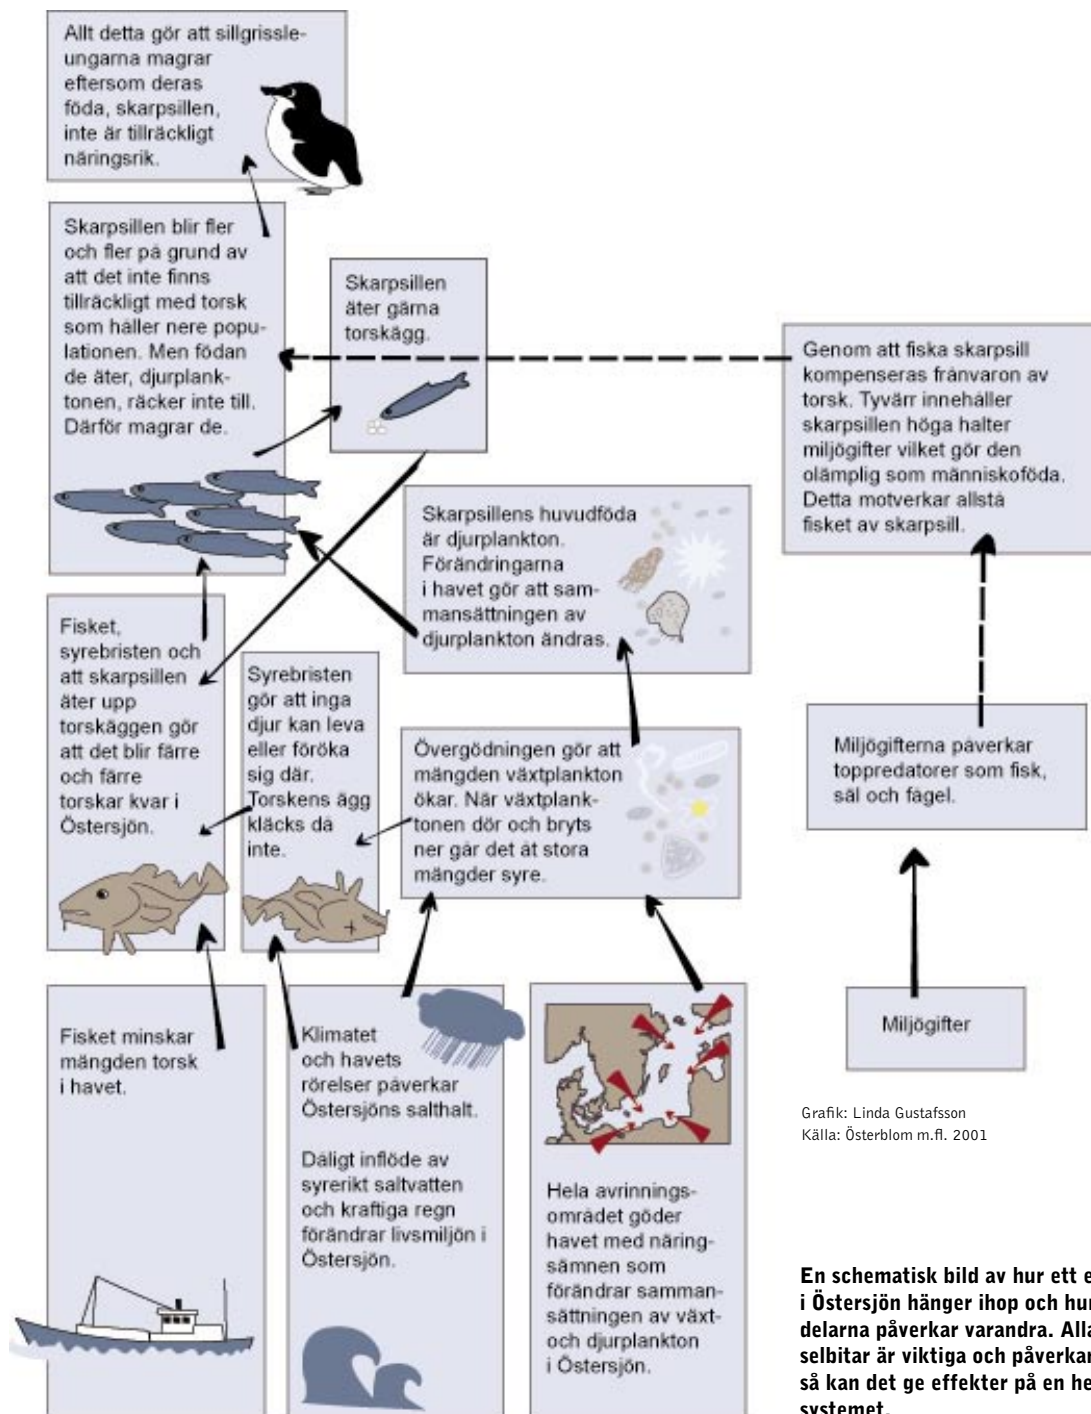 Allt detta gör att sillgrissle-
ungarna magrar
eftersom deras
föda, skarpsillen,
inte är tillräckligt
näringsrik.
Skarpsillen blir fler
och fler på grund av
att det inte finns
tillräckligt med torsk
som håller nere popu-
lationen. Men födan
de äter, djurplank-
tonen, räcker inte till.
Därför magrar de.
Skarpsillen
äter gärna
torskägg.
Genom att fiska skarpsill
kompenseras frånvaron av
torsk. Tyvärr innehåller
skarpsillen höga halter
miljögifter vilket gör den
olämplig som människoföda.
Detta motverkar allstå
fisket av skarpsill.
Skarpsillens huvudföda
är djurplankton.
Förändringarna
i havet gör att sam-
mansättningen av
djurplankton ändras.
Fisket,
syrebristen och
att skarpsillen
äter upp
torskäggen gör
att det blir färre
och färre
torskar kvar i
Östersjön.
Syrebristen
gör att inga
djur kan leva
eller föröka
sig där.
Torskens ägg
kläcks då
inte.
Övergödningen gör att
mängden växtplankton
ökar. När växtplank-
tonen dör och bryts
ner går det åt stora
mängder syre.
Miljögifterna påverkar
toppredatorer som fisk,
säl och fågel.
Fisket minskar
mängden torsk
i havet.
Klimatet
och havets
rörelser påverkar
Östersjöns salthalt.
Dåligt inflöde av
syrerikt saltvatten
och kraftiga regn
förändrar livsmiljön i
Östersjön.
Hela avrinnings-
området göder
havet med näring-
sämnen som
förändrar samman-
sättningen av växt-
och djurplankton
i Östersjön.
Miljögifter
Grafik: Linda Gustafsson
Källa: Österblom m.fl. 2001
En schematisk bild av hur ett e
i Östersjön hänger ihop och hur
delarna påverkar varandra. Alla
selbitar är viktiga och påverkar
så kan det ge effekter på en he
systemet.